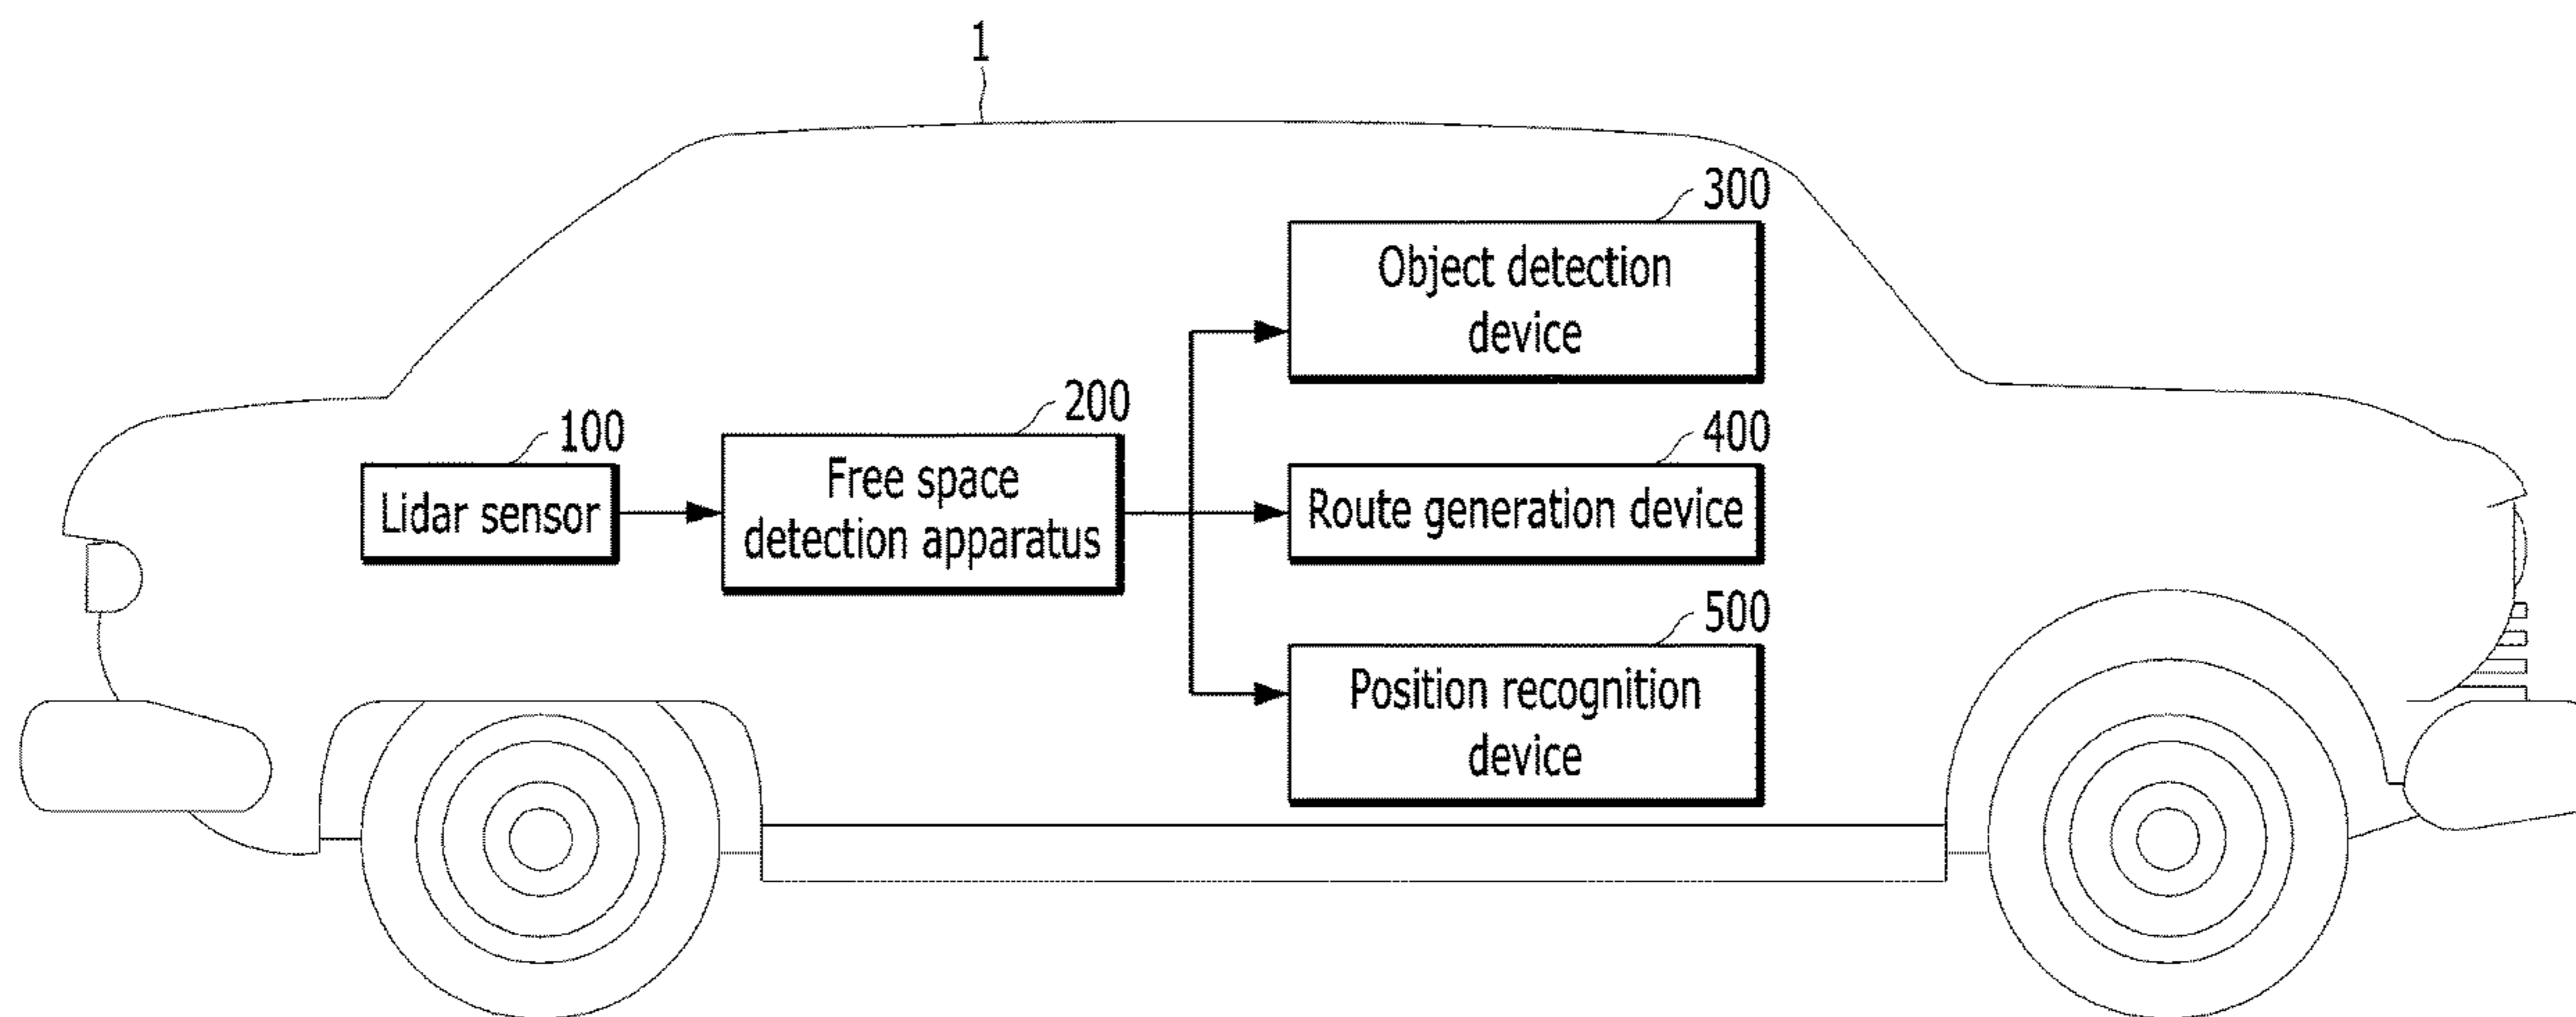 1
300
Object detection
device
200
100
400
Free space
detection apparatus
Lidar sensor
Route generation device
500
Position recognition
device